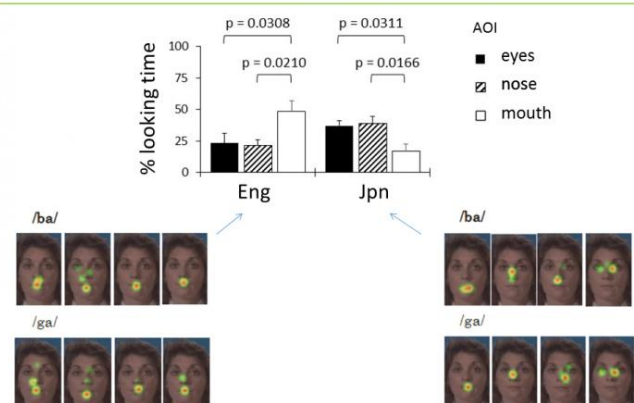 p = 0.0308
p = 0.0311
AOI
p = 0.0210
p = 0.0166
eyes
nose
mouth
% looking time
100
75
50
25
0
Eng
Jpn
/ba/
/ba/
/ga/
/ga/